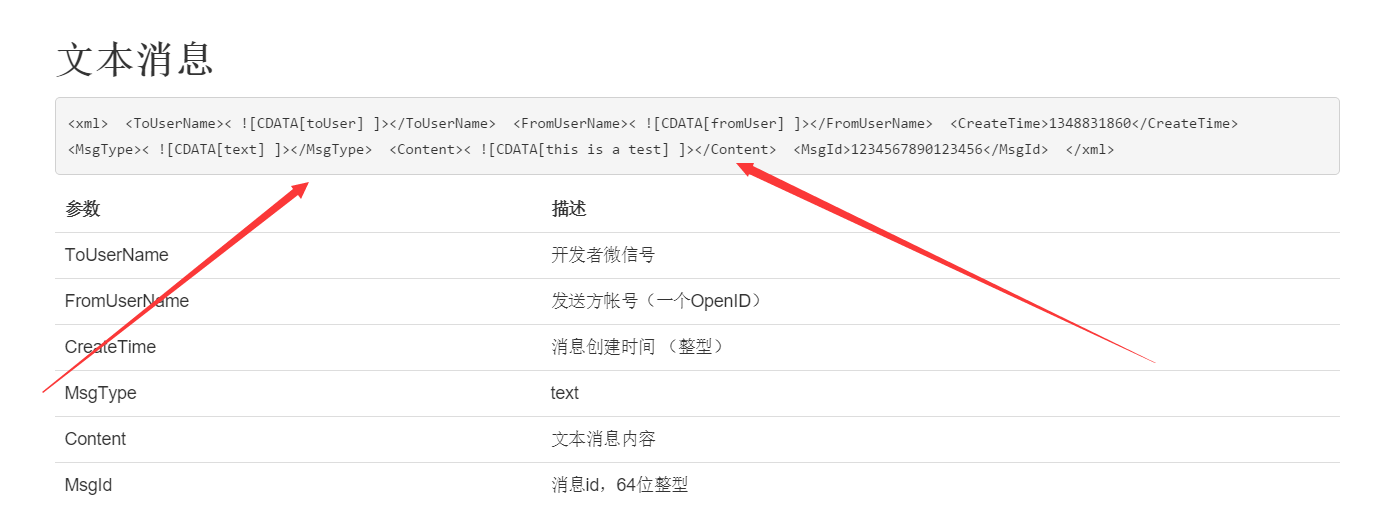 文本消息
<xml>  <ToUserName>< ![CDATA[toUser] ]></ToUserName>  <FromUserName>< ![CDATA[fromUser] ]></FromUserName>  <CreateTime>1348831860</CreateTime>
<MsgType>< ![CDATA[text] ]></MsgType>  <Content>< ![CDATA[this is a test] ]></Content>  <MsgId>1234567890123456</MsgId>  </xml>
参数 描述
ToUserName 开发者微信号
FromUserName 发送方帐号（一个OpenID）
CreateTime 消息创建时间 （整型）
MsgType text
Content 文本消息内容
MsgId 消息id，64位整型